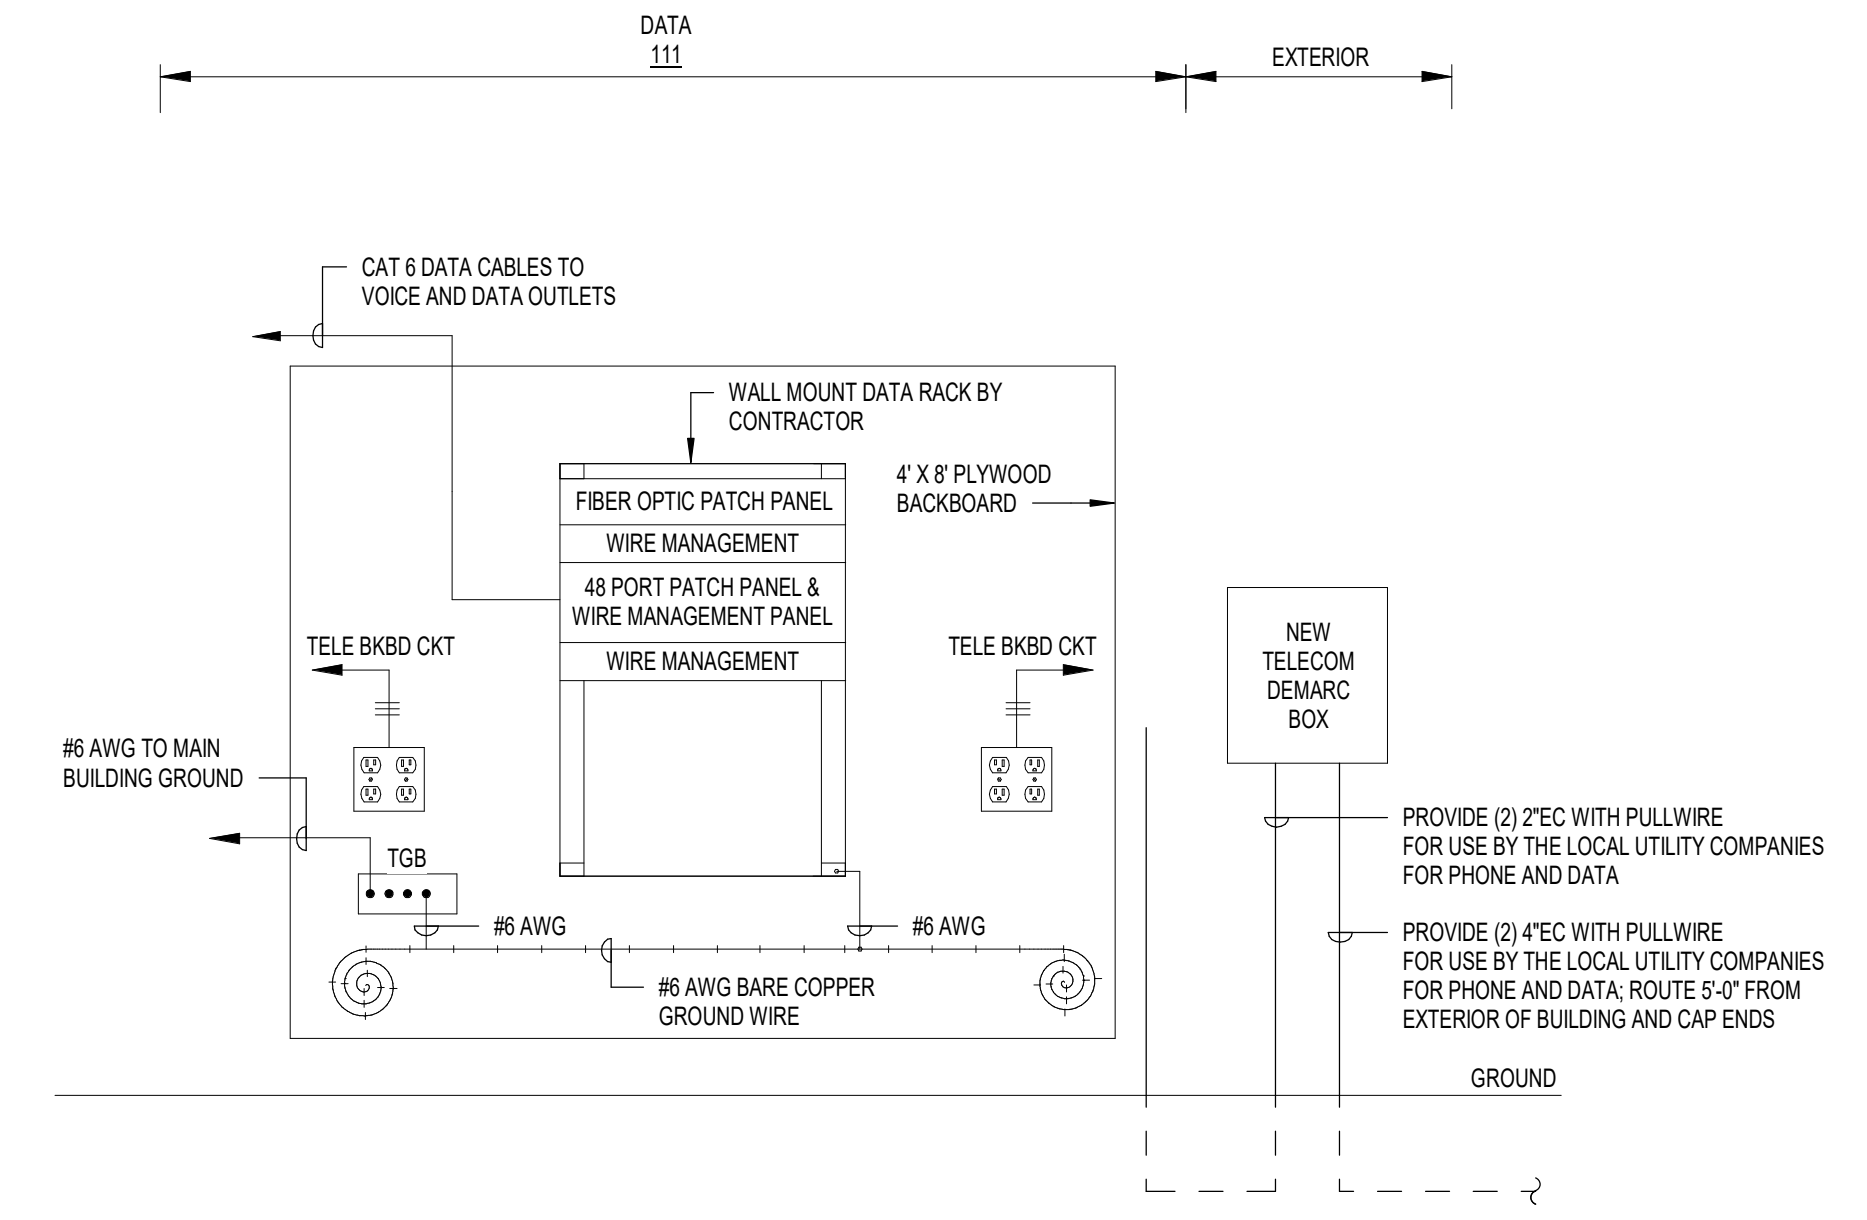 DATA
111
EXTERIOR
CAT 6 DATA CABLES TO
VOICE AND DATA OUTLETS
WALL MOUNT DATA RACK BY
CONTRACTOR
4' X 8' PLYWOOD
BACKBOARD
FIBER OPTIC PATCH PANEL
WIRE MANAGEMENT
48 PORT PATCH PANEL &
WIRE MANAGEMENT PANEL
WIRE MANAGEMENT
TELE BKBD CKT
TELE BKBD CKT
NEW
TELECOM
DEMARC
BOX
#6 AWG TO MAIN
BUILDING GROUND
TGB
#6 AWG
#6 AWG
#6 AWG BARE COPPER
GROUND WIRE
PROVIDE (2) 2"EC WITH PULLWIRE
FOR USE BY THE LOCAL UTILITY COMPANIES
FOR PHONE AND DATA
PROVIDE (2) 4"EC WITH PULLWIRE
FOR USE BY THE LOCAL UTILITY COMPANIES
FOR PHONE AND DATA; ROUTE 5'-0" FROM
EXTERIOR OF BUILDING AND CAP ENDS
GROUND